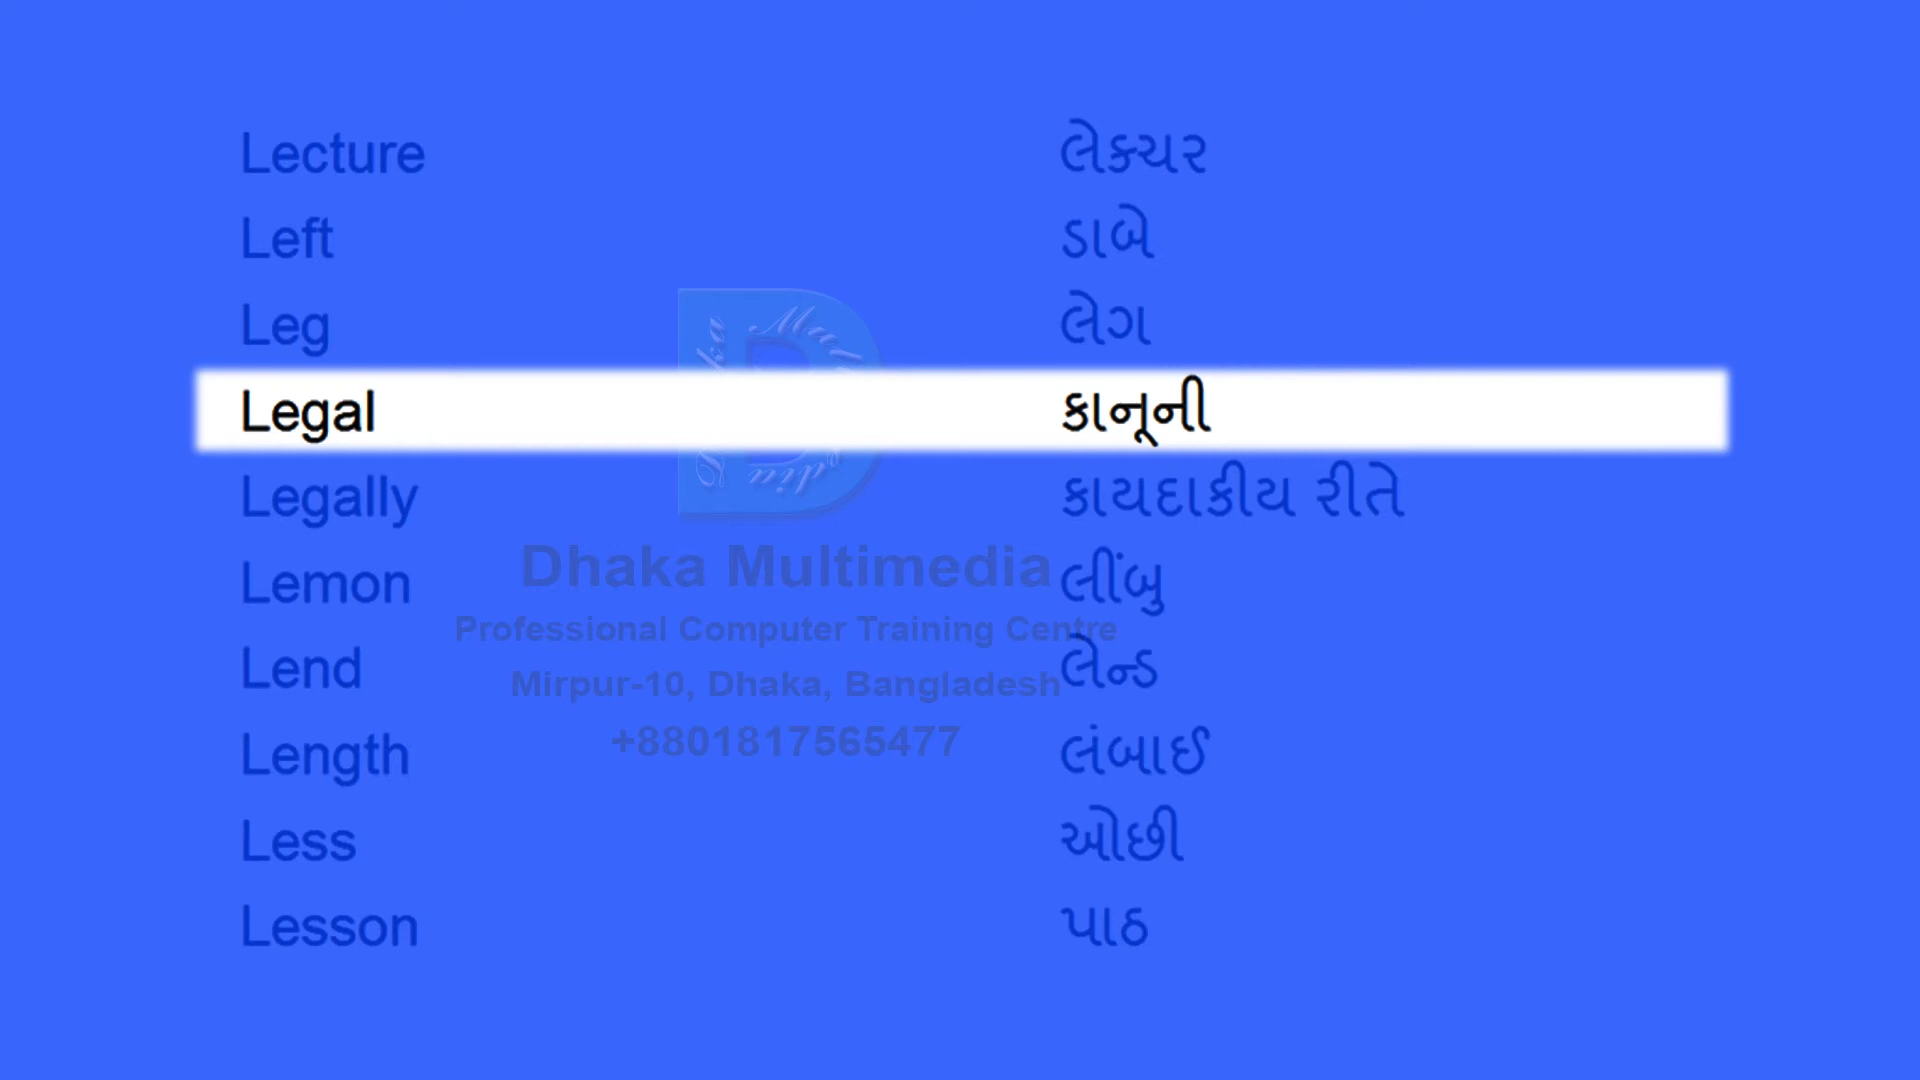 Lecture લેક્ચર
Left ડાબે
Leg લેગ
Legal કાનૂની
Legally કાયદાકીય રીતે
Dhaka Multimedia
Lemon લીંબુ
Professional Computer Training Centre
Lend લેન્ડ
Mirpur-10, Dhaka, Bangladesh
+8801817565477
Length લંબાઈ
Less ઓછી
Lesson પાઠ